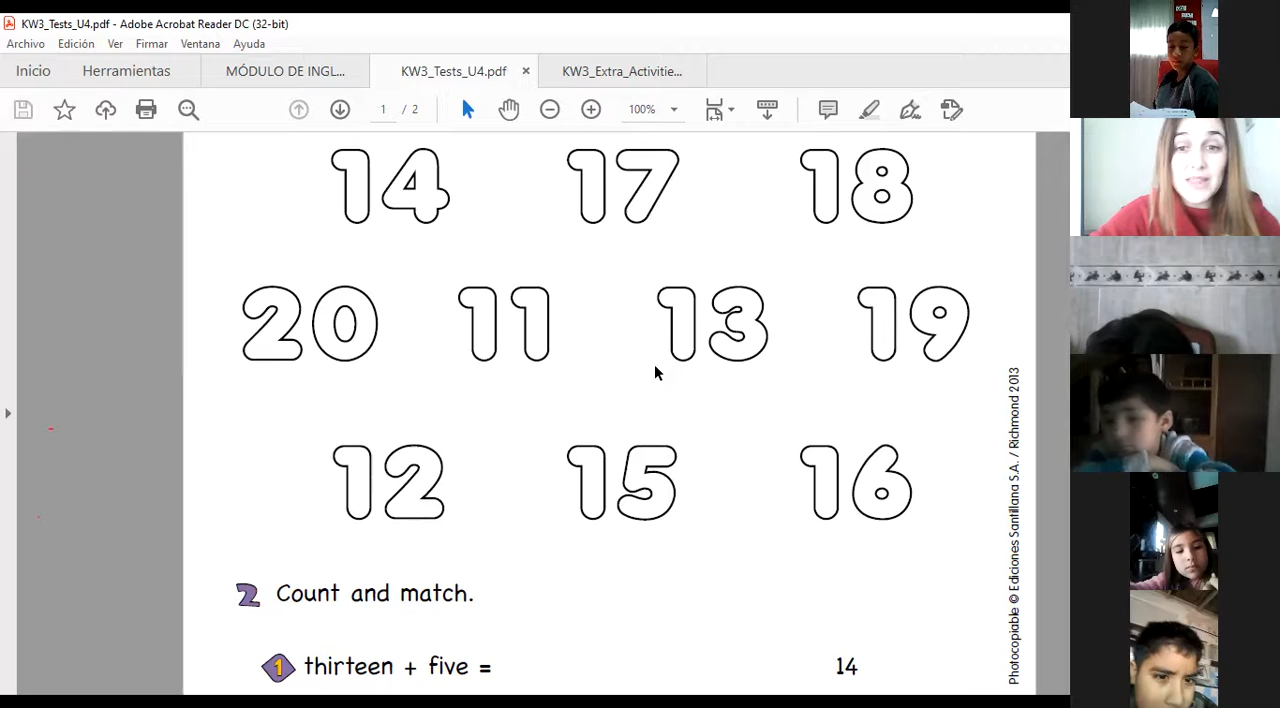 KW3_Tests_U4.pdf - Adobe Acrobat Reader DC (32-bit)
Archivo Edición Ver Firmar Ventana Ayuda
Inicio Herramientas MÓDULO DE INGL... KW3_Tests_U4.pdf KW3_Extra_Activitie...
1 / 2 100%
14 17 18
20 11 13 19
12 15 16
2 Count and match.
1 thirteen + five = 14
Photocopiable © Ediciones Santillana S.A. / Richmond 2013